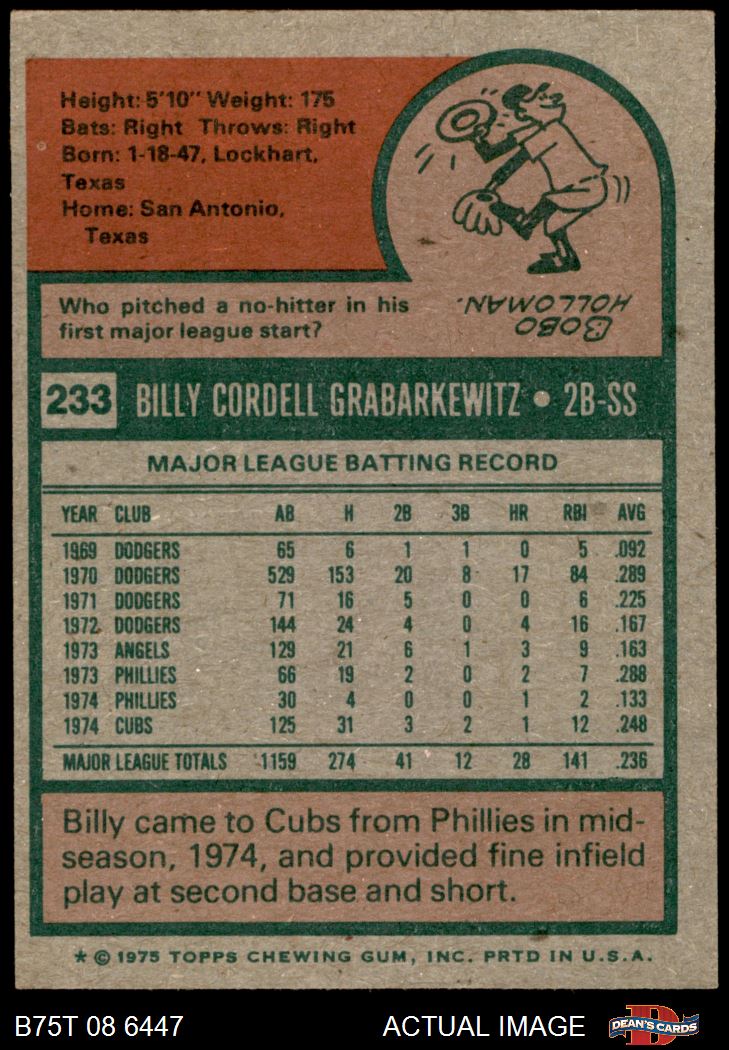 Height: 5'10" Weight: 175
Bats: Right Throws: Right
Born: 1-18-47, Lockhart,
Texas
Home: San Antonio,
Texas
Who pitched a no-hitter in his
first major league start?
BOBO
HOLLOMAN.
233 BILLY CORDELL GRABARKEWITZ • 2B-SS
MAJOR LEAGUE BATTING RECORD
YEAR CLUB AB H 2B 3B HR RBI AVG
1969 DODGERS 65 6 1 1 0 5 .092
1970 DODGERS 529 153 20 8 17 84 .289
1971 DODGERS 71 16 5 0 0 6 .225
1972 DODGERS 144 24 4 0 4 16 .167
1973 ANGELS 129 21 6 1 3 9 .163
1973 PHILLIES 66 19 2 0 2 7 .288
1974 PHILLIES 30 4 0 0 1 2 .133
1974 CUBS 125 31 3 2 1 12 .248
MAJOR LEAGUE TOTALS 1159 274 41 12 28 141 .236
Billy came to Cubs from Phillies in mid-
season, 1974, and provided fine infield
play at second base and short.
* © 1975 TOPPS CHEWING GUM, INC. PRTD IN U.S.A.
B75T 08 6447 ACTUAL IMAGE DEAN'S CARDS